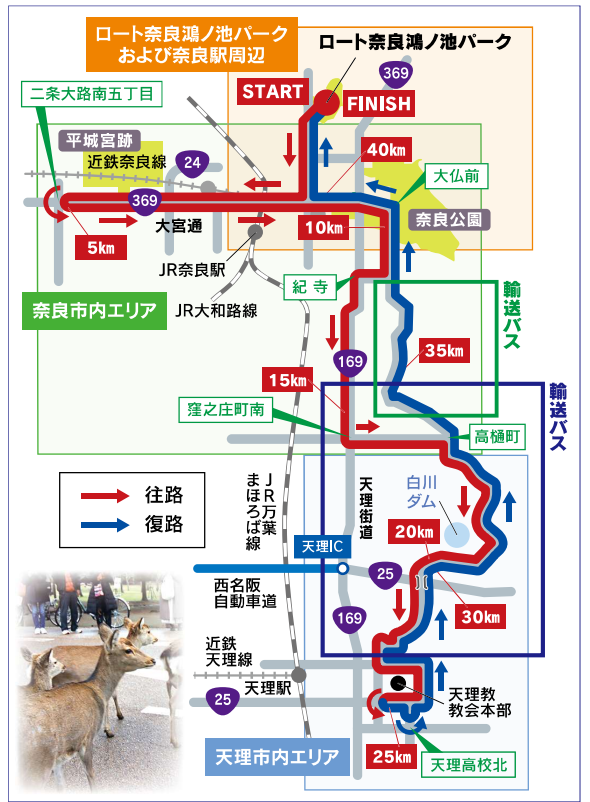 ロート奈良鴻ノ池パーク
および奈良駅周辺
ロート奈良鴻ノ池パーク
369
START
FINISH
二条大路南五丁目
平城宮跡
近鉄奈良線
24
40km
大仏前
369
大宮通
10km
奈良公園
5km
JR奈良駅
紀寺
輸送バス
奈良市内エリア
JR大和路線
169
35km
15km
輸送バス
窪之庄町南
高樋町
往路
復路
JR万葉
まほろば線
天理街道
白川
ダム
20km
天理IC
25
西名阪
自動車道
30km
169
近鉄
天理線
天理駅
25
天理教
教会本部
25km
天理市内エリア
天理高校北